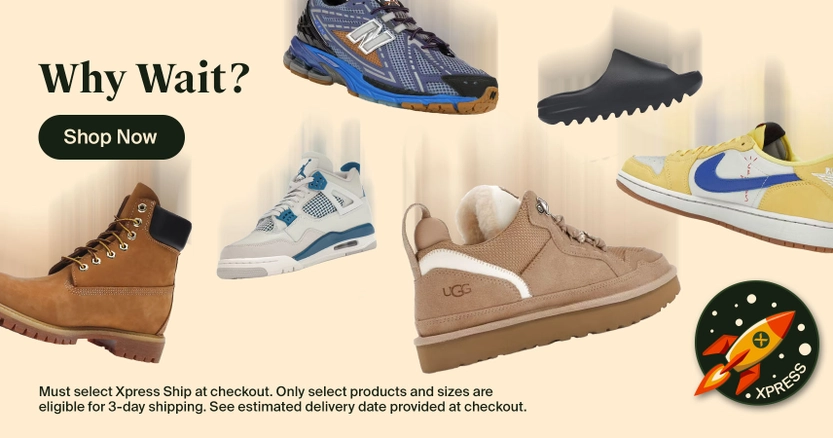 Why Wait?
Shop Now
N
UGG
XPRESS
Must select Xpress Ship at checkout. Only select products and sizes are
eligible for 3-day shipping. See estimated delivery date provided at checkout.